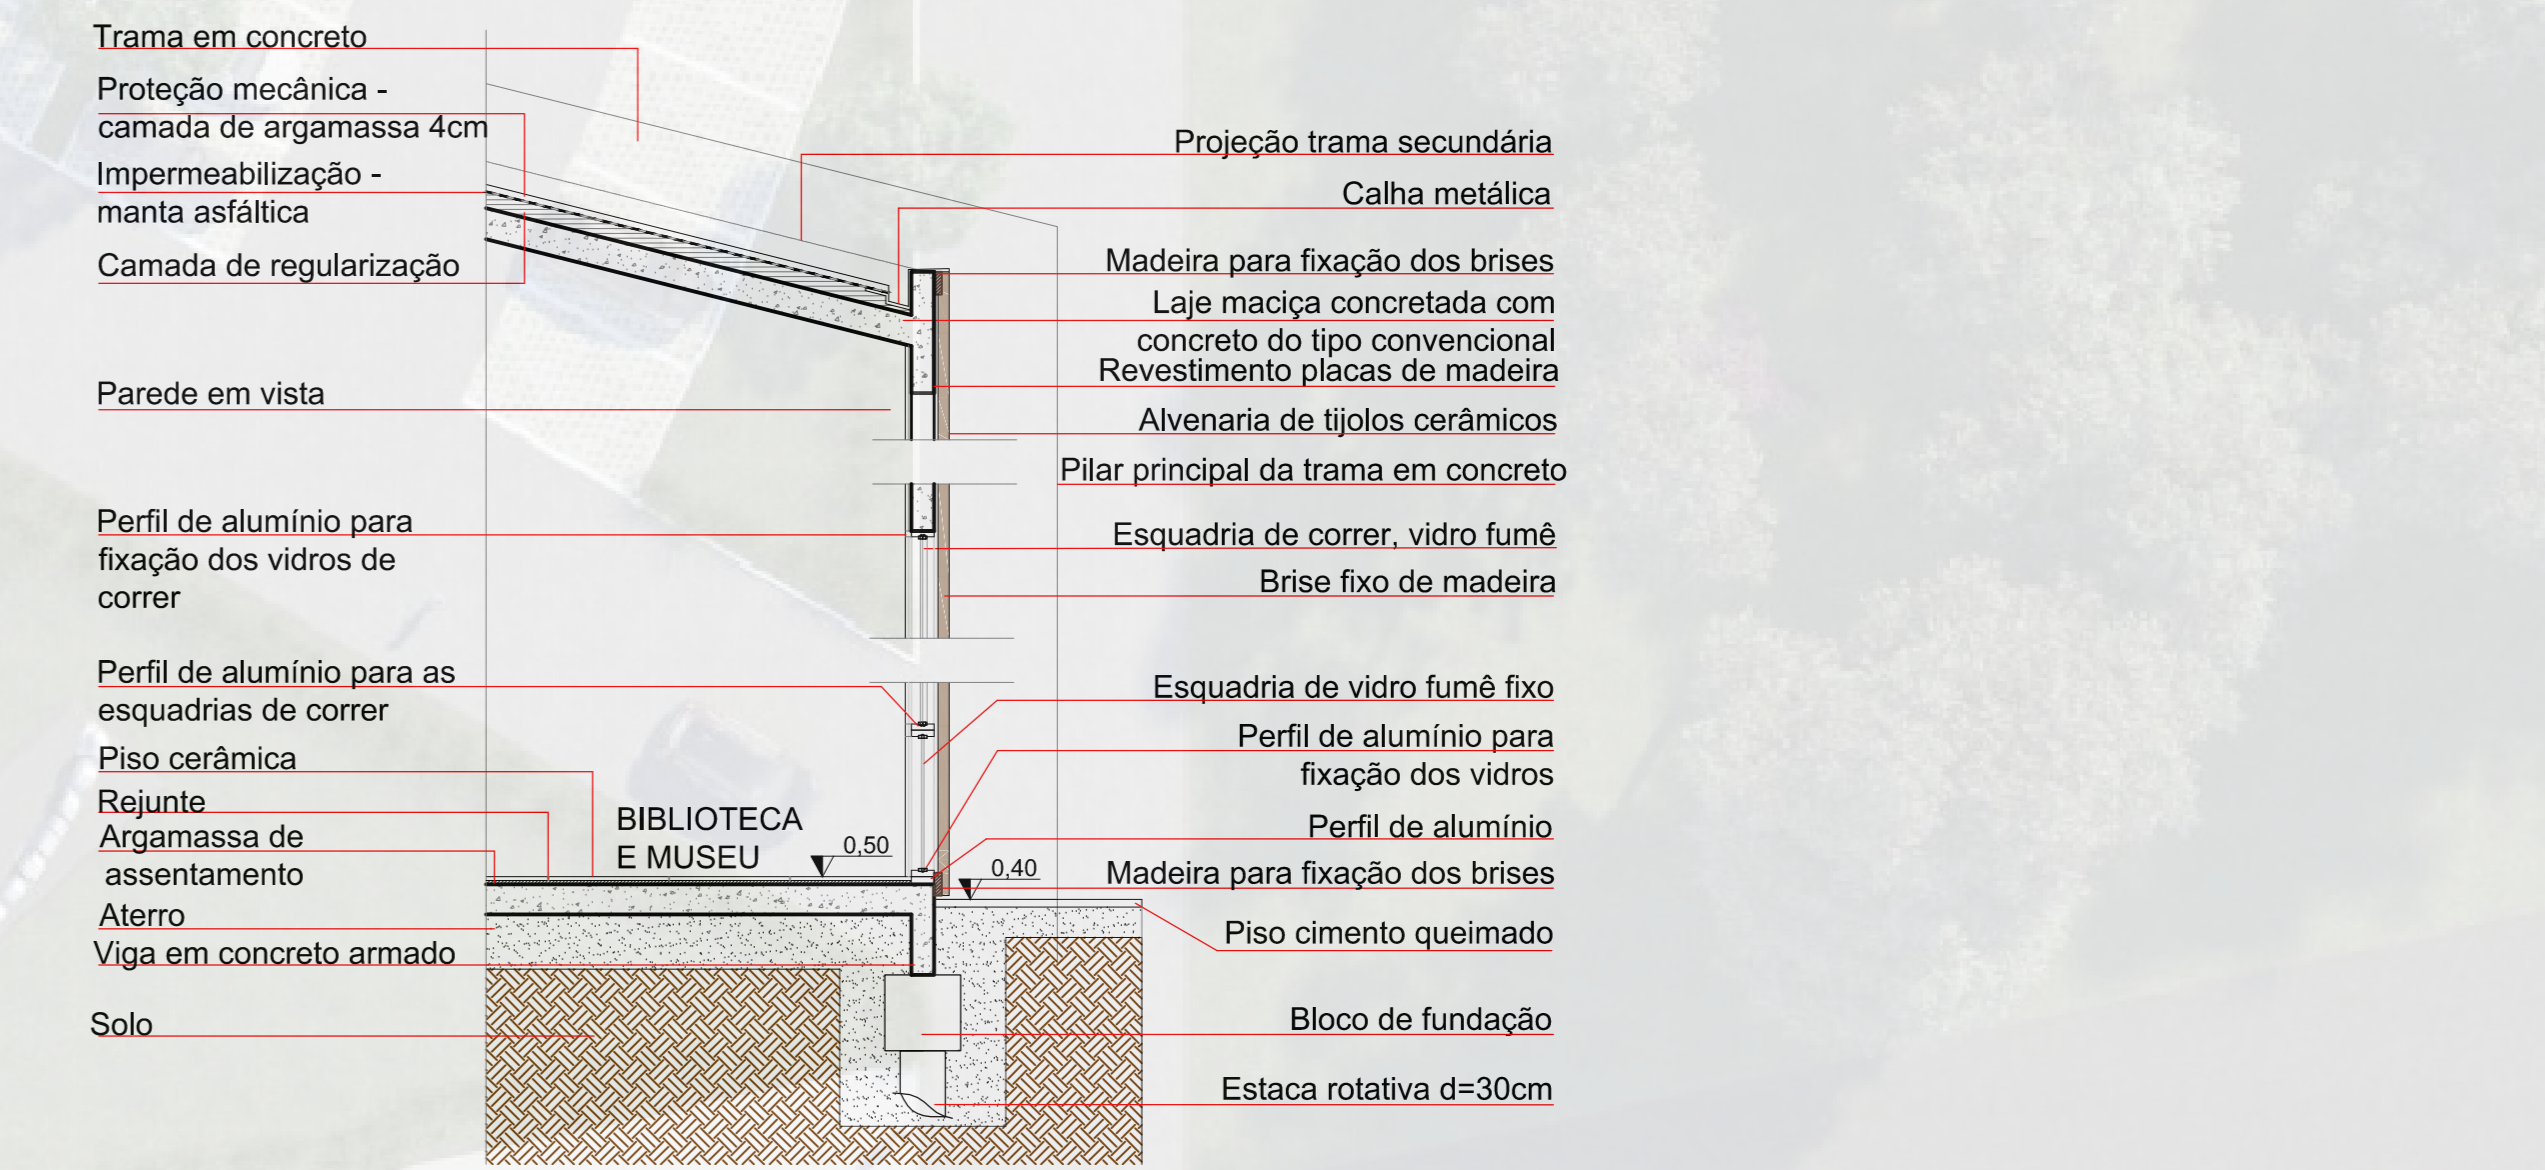 Trama em concreto
Proteção mecânica -
camada de argamassa 4cm
Impermeabilização -
manta asfáltica
Camada de regularização
Parede em vista
Perfil de alumínio para
fixação dos vidros de
correr
Perfil de alumínio para as
esquadrias de correr
Piso cerâmica
Rejunte
Argamassa de
assentamento
Aterro
Viga em concreto armado
Solo
BIBLIOTECA
E MUSEU
0,50
0,40
Projeção trama secundária
Calha metálica
Madeira para fixação dos brises
Laje maciça concretada com
concreto do tipo convencional
Revestimento placas de madeira
Alvenaria de tijolos cerâmicos
Pilar principal da trama em concreto
Esquadria de correr, vidro fumê
Brise fixo de madeira
Esquadria de vidro fumê fixo
Perfil de alumínio para
fixação dos vidros
Perfil de alumínio
Madeira para fixação dos brises
Piso cimento queimado
Bloco de fundação
Estaca rotativa d=30cm